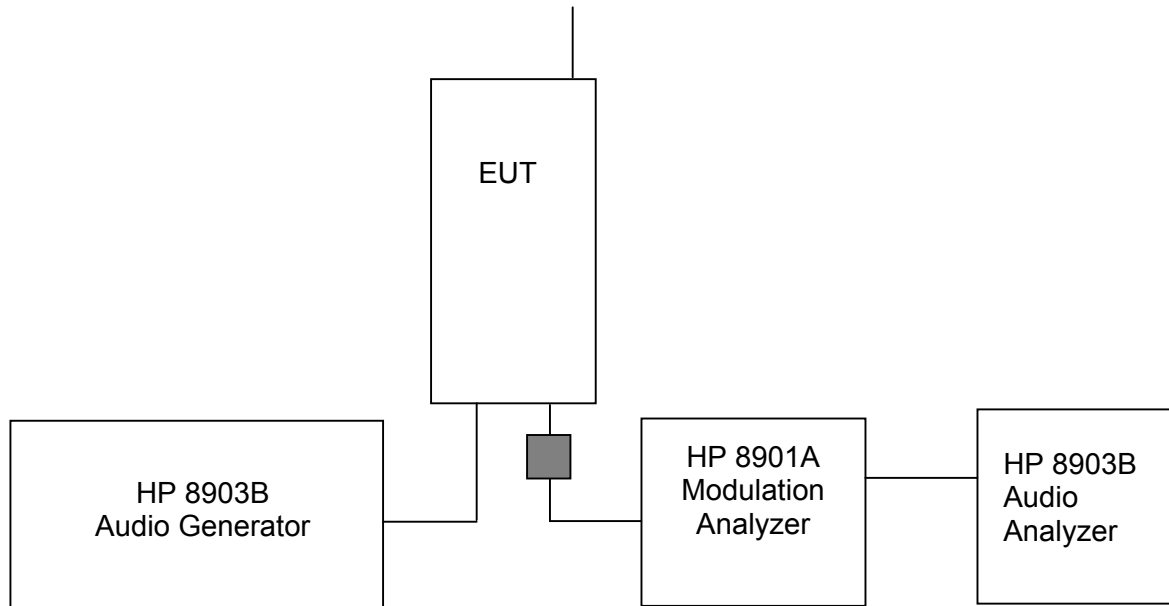 EUT
HP 8903B
Audio Generator
HP 8901A
Modulation
Analyzer
HP 8903B
Audio
Analyzer